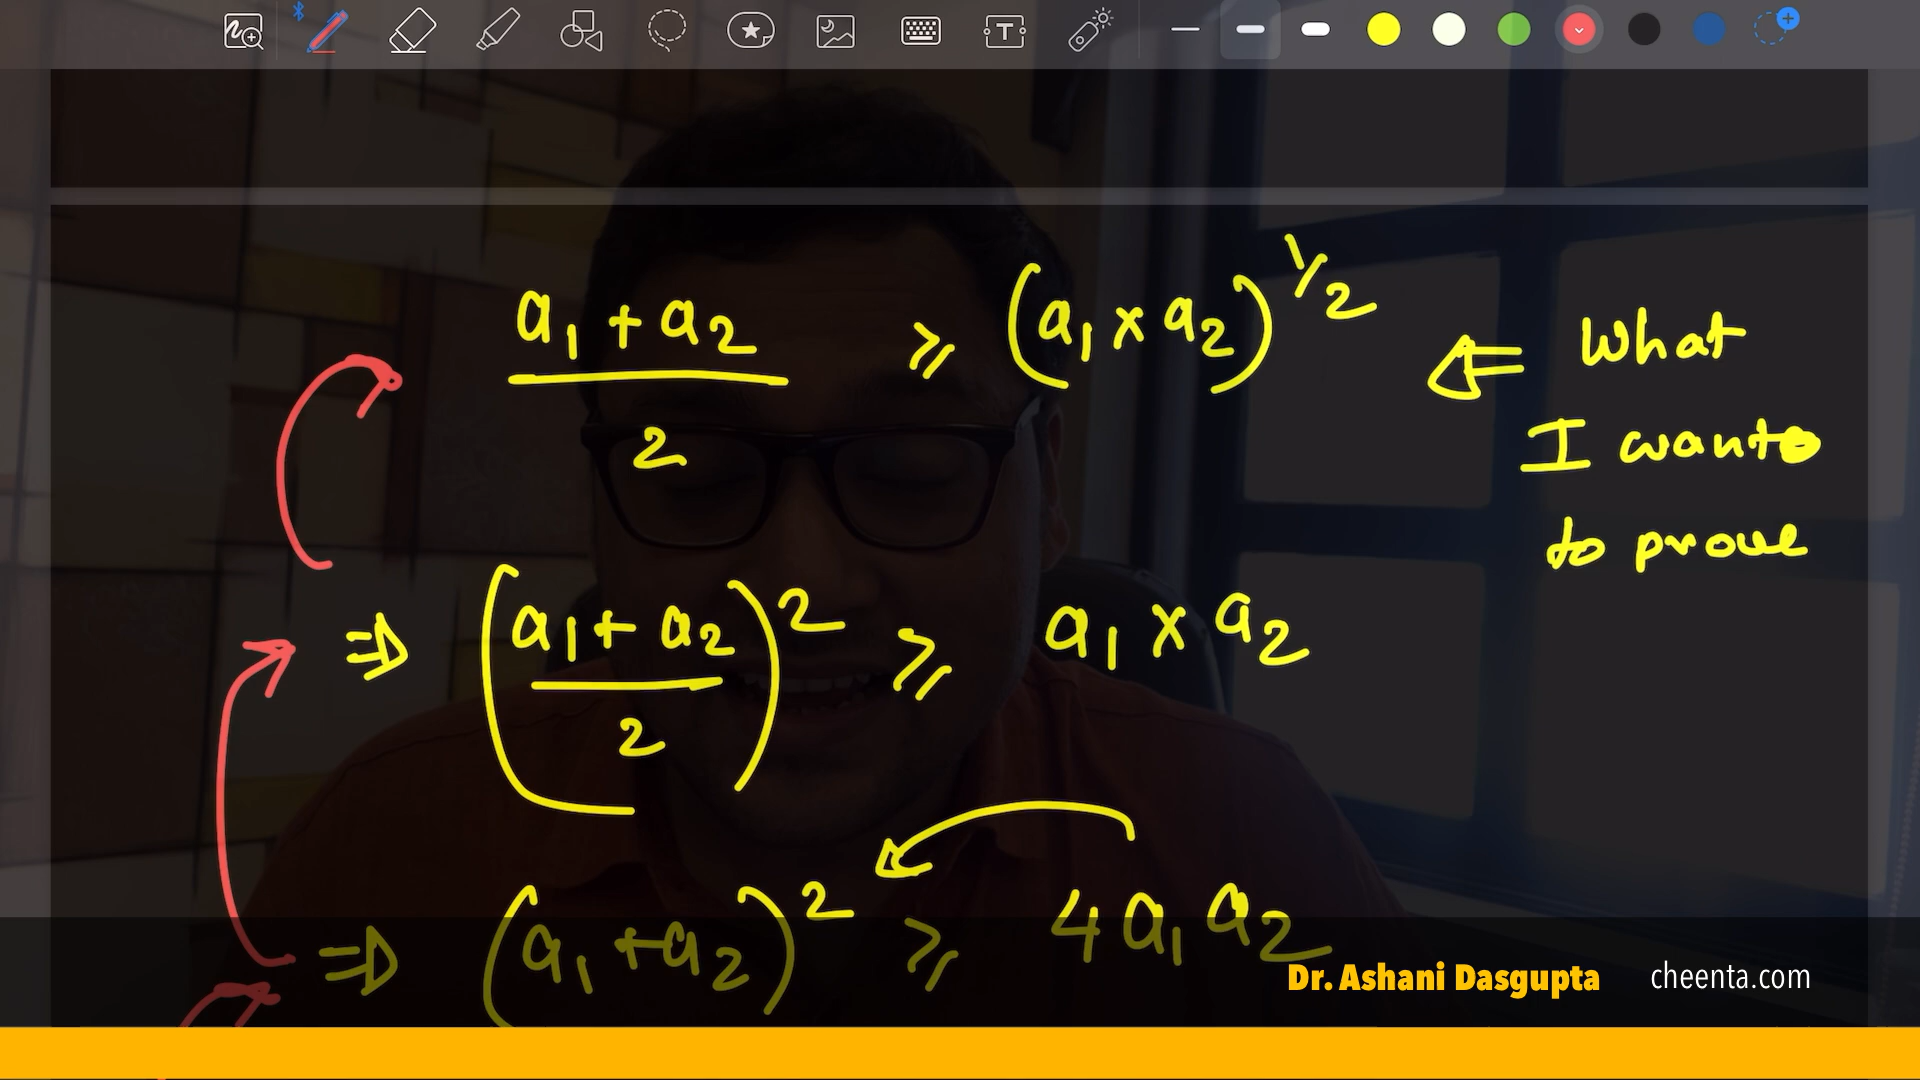 a₁ + a₂ / 2 ≥ (a₁ × a₂)^1/2 ⇐ What
I want
to prove
⇒ (a₁ + a₂ / 2)² ≥ a₁ × a₂
⇒ (a₁ + a₂)² ≥ 4a₁a₂
Dr. Ashani Dasgupta cheenta.com